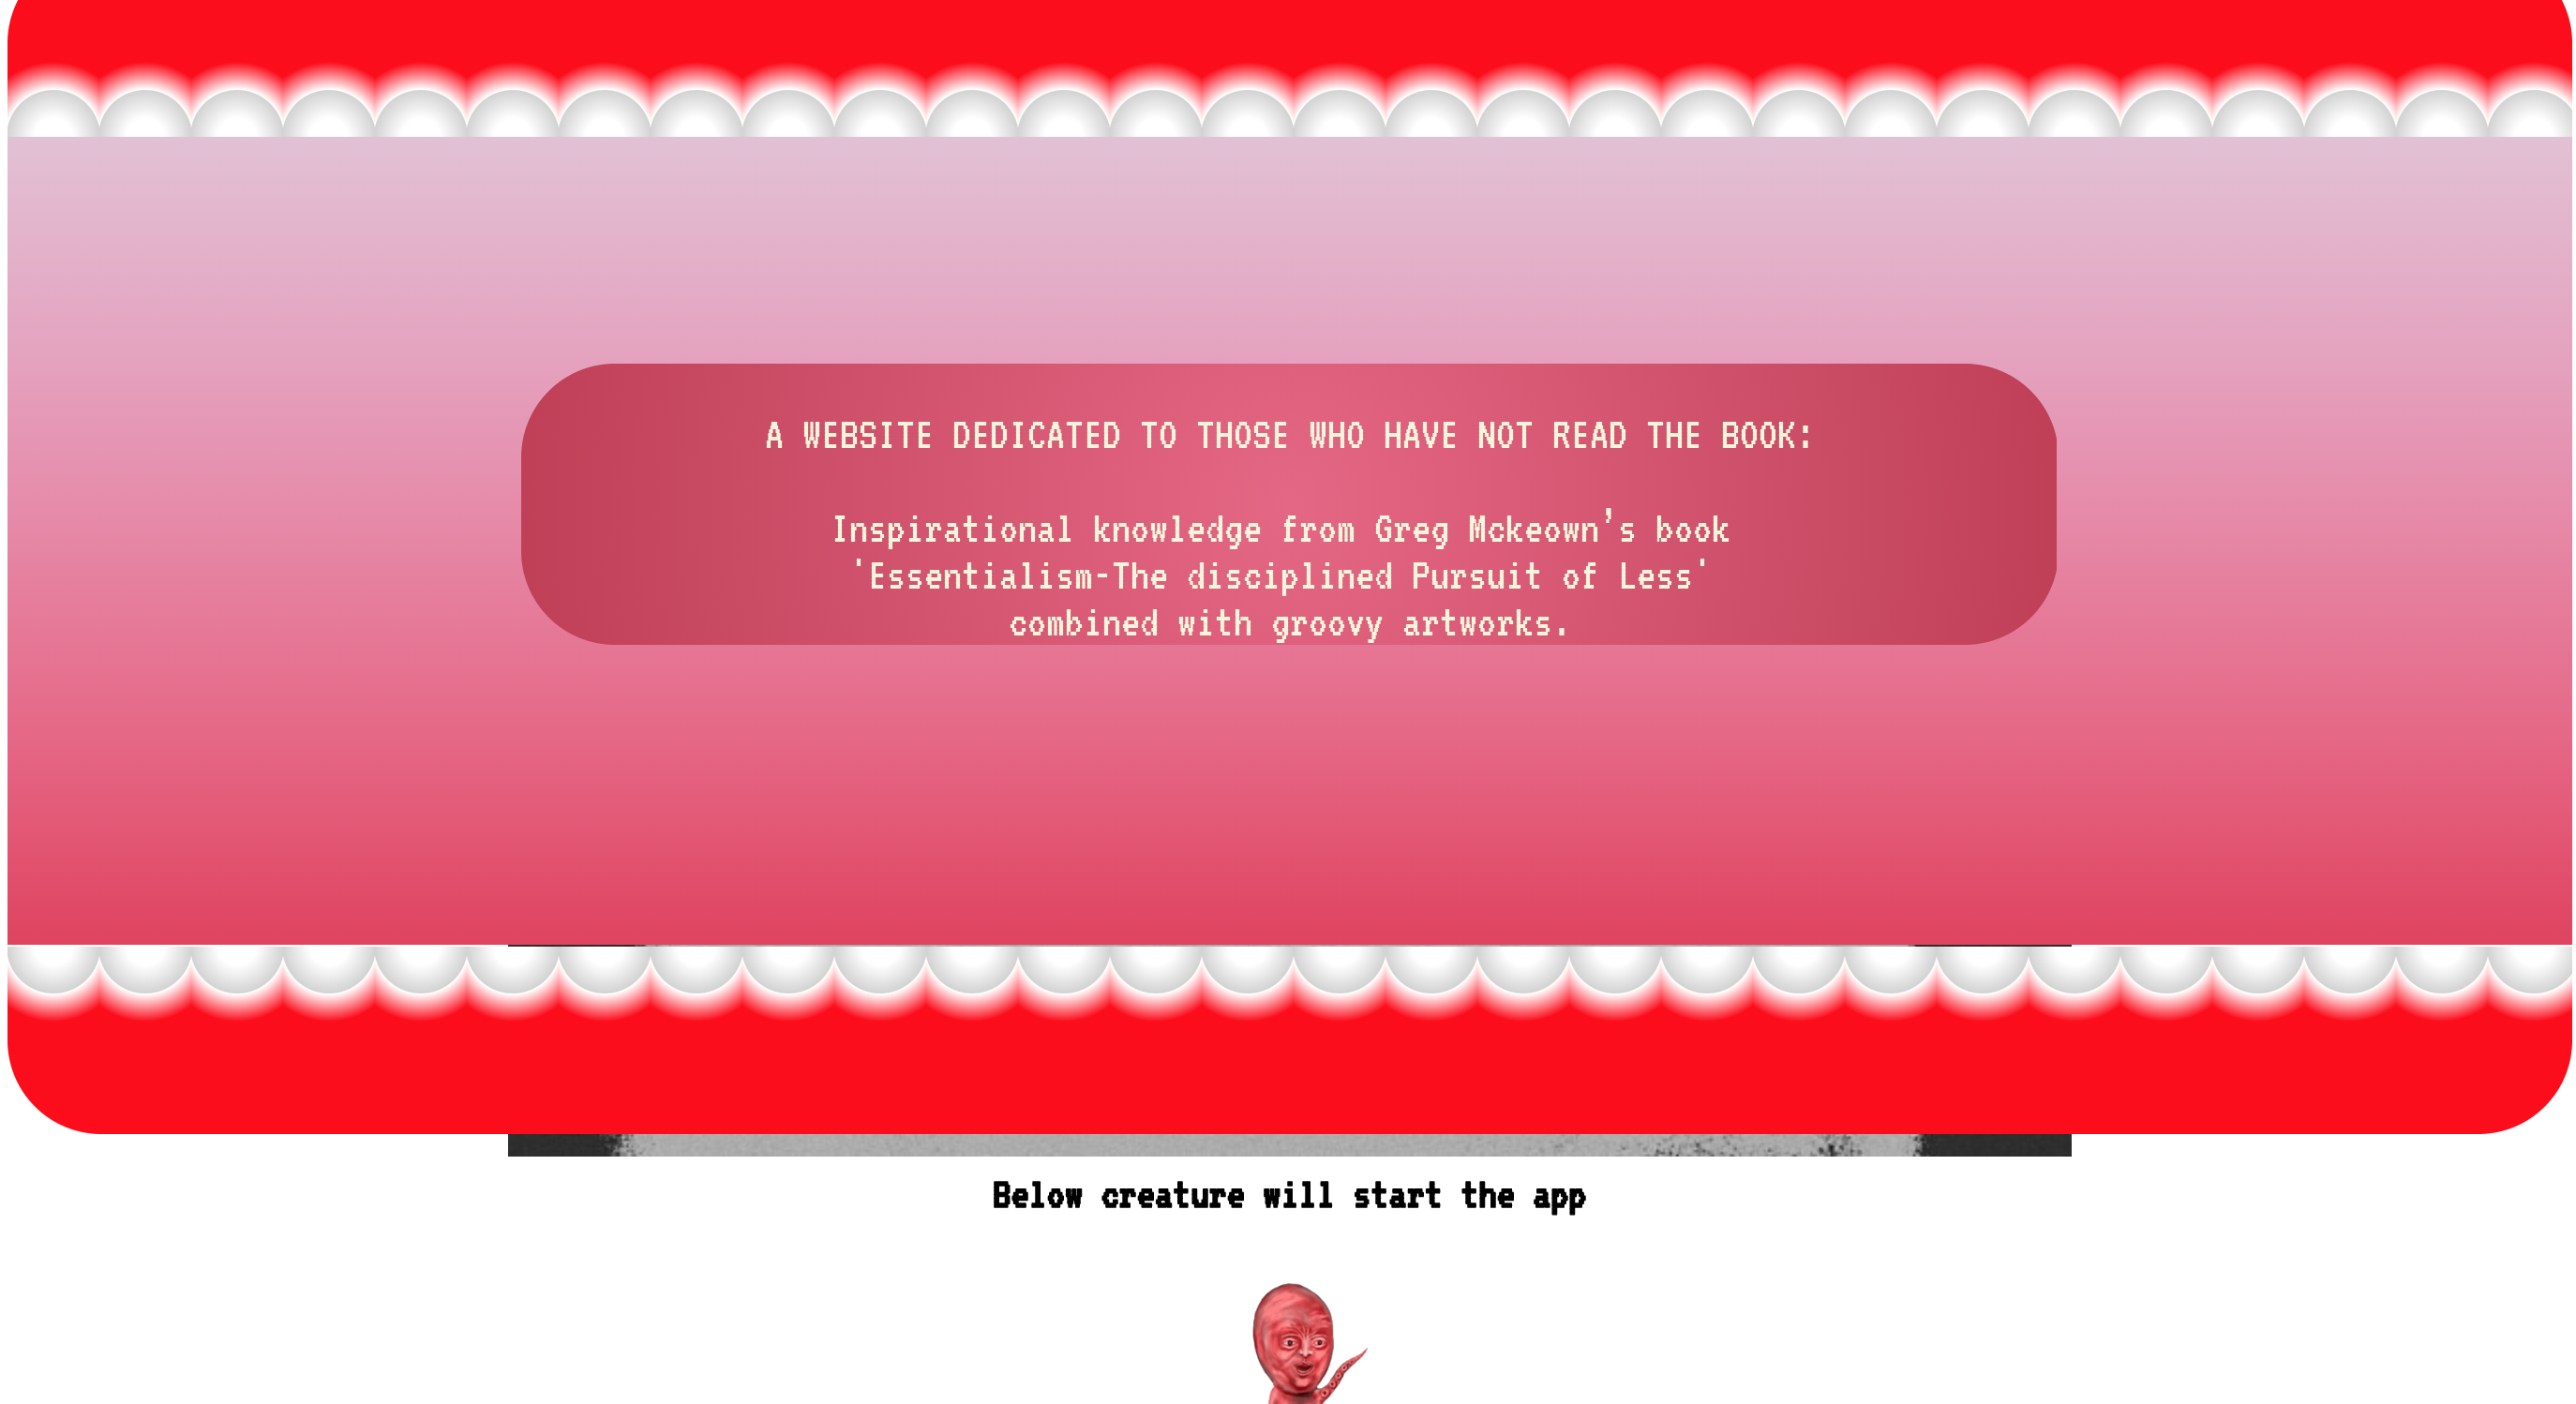 A WEBSITE DEDICATED TO THOSE WHO HAVE NOT READ THE BOOK:
Inspirational knowledge from Greg Mckeown's book
'Essentialism-The disciplined Pursuit of Less'
combined with groovy artworks.
Below creature will start the app